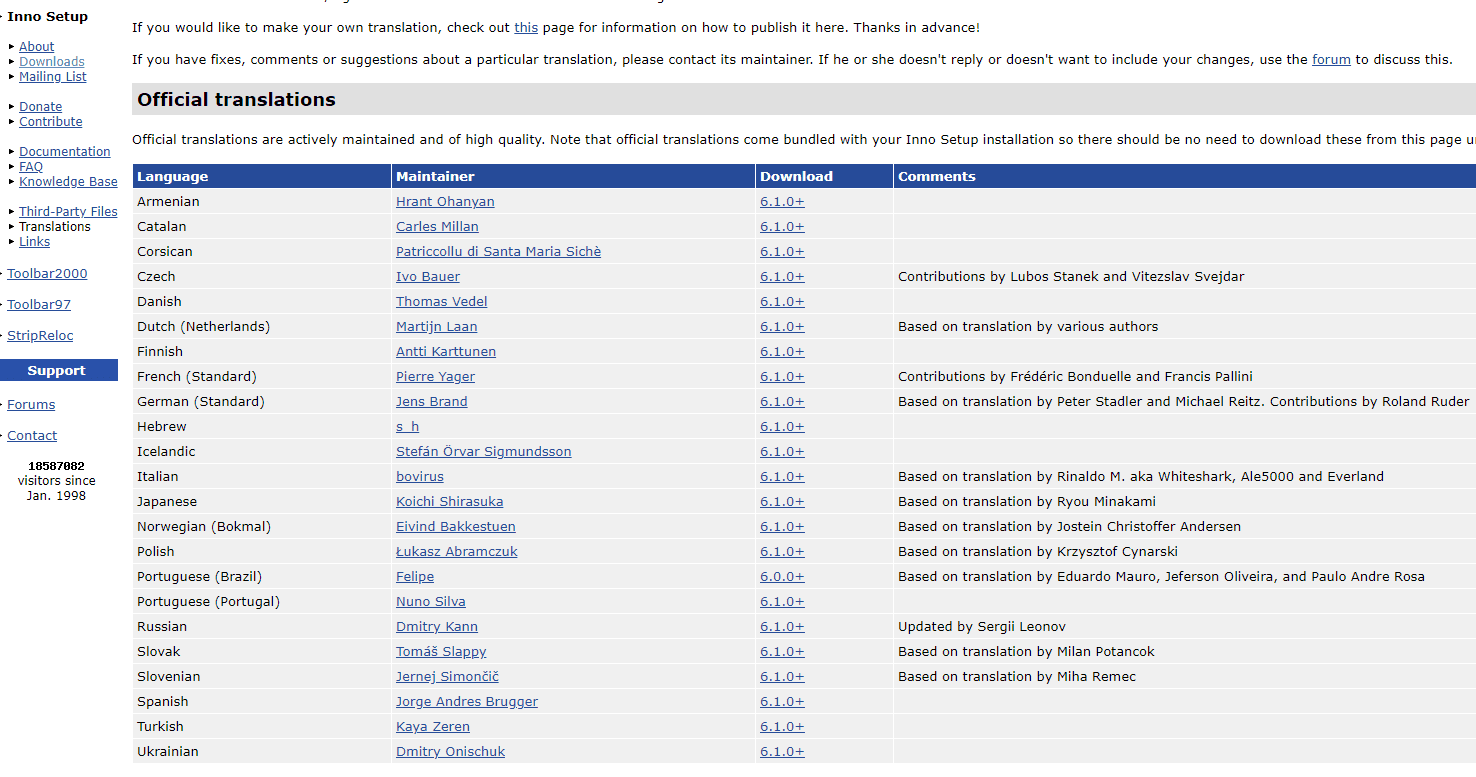 Inno Setup
About
Downloads
Mailing List
Donate
Contribute
Documentation
FAQ
Knowledge Base
Third-Party Files
Translations
Links
Toolbar2000
Toolbar97
StripReloc
Support
Forums
Contact
18587082
visitors since
Jan. 1998
If you would like to make your own translation, check out this page for information on how to publish it here. Thanks in advance!
If you have fixes, comments or suggestions about a particular translation, please contact its maintainer. If he or she doesn't reply or doesn't want to include your changes, use the forum to discuss this.
Official translations
Official translations are actively maintained and of high quality. Note that official translations come bundled with your Inno Setup installation so there should be no need to download these from this page
Language Maintainer Download Comments
Armenian Hrant Ohanyan 6.1.0+
Catalan Carles Millan 6.1.0+
Corsican Patriccollu di Santa Maria Sichè 6.1.0+
Czech Ivo Bauer 6.1.0+ Contributions by Lubos Stanek and Vitezslav Svejdar
Danish Thomas Vedel 6.1.0+
Dutch (Netherlands) Martijn Laan 6.1.0+ Based on translation by various authors
Finnish Antti Karttunen 6.1.0+
French (Standard) Pierre Yager 6.1.0+ Contributions by Frédéric Bonduelle and Francis Pallini
German (Standard) Jens Brand 6.1.0+ Based on translation by Peter Stadler and Michael Reitz. Contributions by Roland Ruder
Hebrew s_h 6.1.0+
Icelandic Stefán Örvar Sigmundsson 6.1.0+
Italian bovirus 6.1.0+ Based on translation by Rinaldo M. aka Whiteshark, Ale5000 and Everland
Japanese Koichi Shirasuka 6.1.0+ Based on translation by Ryou Minakami
Norwegian (Bokmal) Eivind Bakkestuen 6.1.0+ Based on translation by Jostein Christoffer Andersen
Polish Łukasz Abramczuk 6.1.0+ Based on translation by Krzysztof Cynarski
Portuguese (Brazil) Felipe 6.0.0+ Based on translation by Eduardo Mauro, Jeferson Oliveira, and Paulo Andre Rosa
Portuguese (Portugal) Nuno Silva 6.1.0+
Russian Dmitry Kann 6.1.0+ Updated by Sergii Leonov
Slovak Tomáš Slappy 6.1.0+ Based on translation by Milan Potancok
Slovenian Jernej Simončič 6.1.0+ Based on translation by Miha Remec
Spanish Jorge Andres Brugger 6.1.0+
Turkish Kaya Zeren 6.1.0+
Ukrainian Dmitry Onischuk 6.1.0+